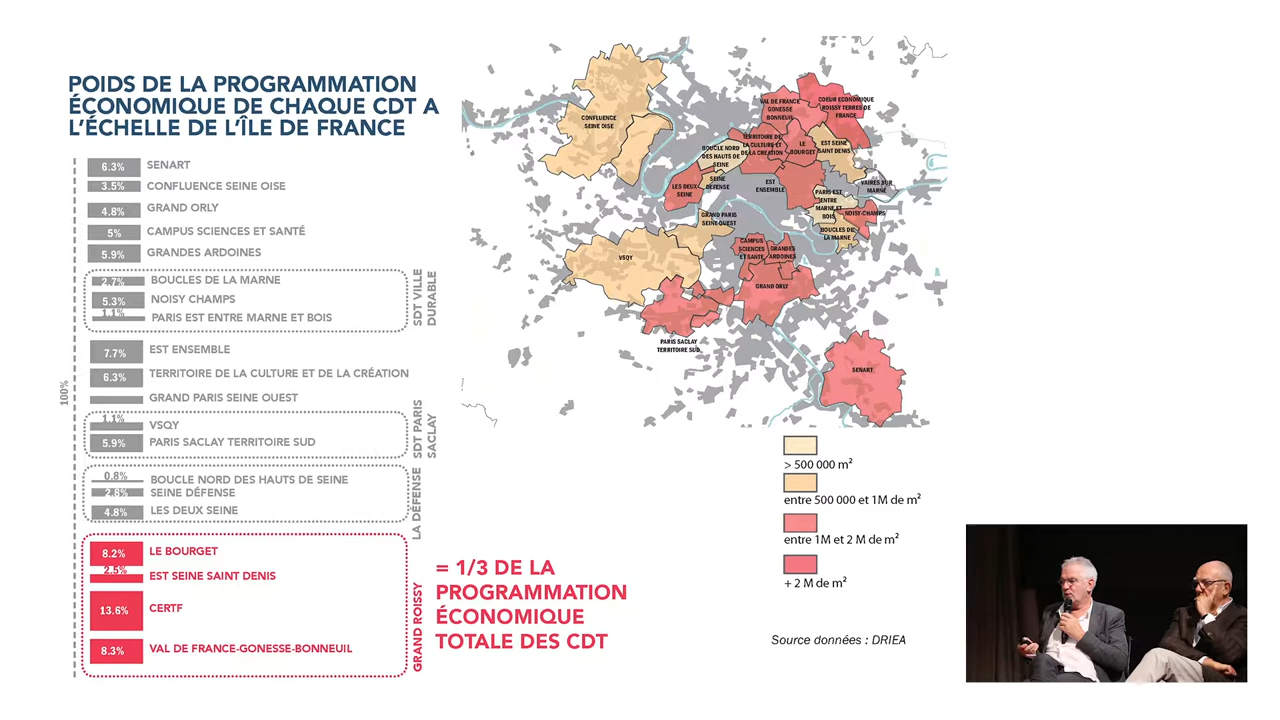 POIDS DE LA PROGRAMMATION
ÉCONOMIQUE DE CHAQUE CDT A
L'ÉCHELLE DE L'ÎLE DE FRANCE
100%
6.3% SENART
3.5% CONFLUENCE SEINE OISE
4.8% GRAND ORLY
5% CAMPUS SCIENCES ET SANTÉ
5.9% GRANDES ARDOINES
2.7% BOUCLES DE LA MARNE
5.3% NOISY CHAMPS
1.1% PARIS EST ENTRE MARNE ET BOIS
SDT VILLE
DURABLE
7.7% EST ENSEMBLE
6.3% TERRITOIRE DE LA CULTURE ET DE LA CRÉATION
GRAND PARIS SEINE OUEST
1.1% VSQY
5.9% PARIS SACLAY TERRITOIRE SUD
SDT PARIS
SACLAY
0.8% BOUCLE NORD DES HAUTS DE SEINE
2.8% SEINE DÉFENSE
4.8% LES DEUX SEINE
LA DÉFENSE
8.2% LE BOURGET
2.5% EST SEINE SAINT DENIS
13.6% CERTF
8.3% VAL DE FRANCE-GONESSE-BONNEUIL
GRAND ROISSY
= 1/3 DE LA
PROGRAMMATION
ÉCONOMIQUE
TOTALE DES CDT
CONFLUENCE
SEINE OISE
VAL DE FRANCE
GONESSE
BONNEUIL
COEUR ECONOMIQUE
ROISSY TERRES DE
FRANCE
TERRITOIRE DE
LA CULTURE ET
DE LA CREATION
LE
BOURGET
EST SEINE
SAINT DENIS
BOUCLE NORD
DES HAUTS DE
SEINE
LES DEUX
SEINE
SEINE
DÉFENSE
EST
ENSEMBLE
VAIRES SUR
MARNE
PARIS EST
ENTRE
MARNE ET
BOIS
NOISY-CHAMPS
BOUCLES DE
LA MARNE
GRAND PARIS
SEINE OUEST
VSQY
CAMPUS
SCIENCES
ET SANTE
GRANDES
ARDOINES
GRAND ORLY
PARIS SACLAY
TERRITOIRE SUD
SENART
> 500 000 m²
entre 500 000 et 1M de m²
entre 1M et 2 M de m²
+ 2 M de m²
Source données : DRIEA